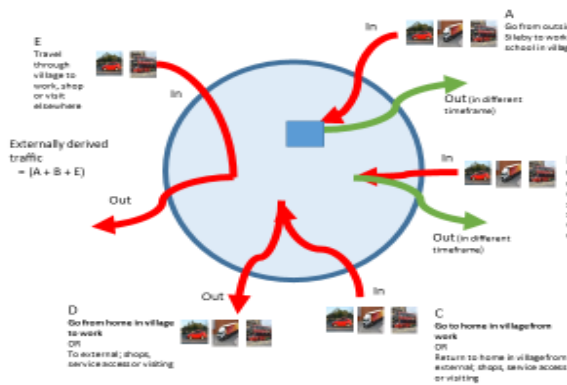 A
Go from outside
Sileby to work
school in village
In
E
Travel
through
village to
work, shop
or visit
elsewhere
In
Out (in different
timeframe)
Externally derived
traffic
= (A + B + E)
In
Out
Out (in different
timeframe)
In
Out
D
Go from home in village
to work
OR
To external; shops,
service access or visiting
C
Go to home in village from
work
OR
Return to home in village from
external; shops, service access
or visiting